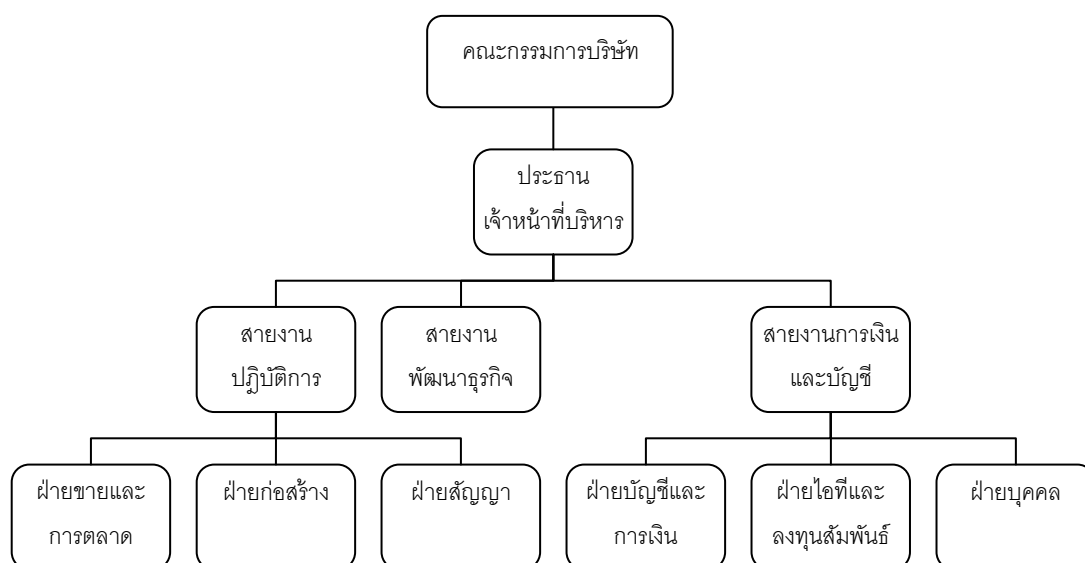 คณะกรรมการบริษัท
ประธาน
เจ้าหน้าที่บริหาร
สายงาน
ปฏิบัติการ
สายงาน
พัฒนาธุรกิจ
สายงานการเงิน
และบัญชี
ฝ่ายขายและ
การตลาด
ฝ่ายก่อสร้าง
ฝ่ายสัญญา
ฝ่ายบัญชีและ
การเงิน
ฝ่ายไอทีและ
ลงทุนสัมพันธ์
ฝ่ายบุคคล